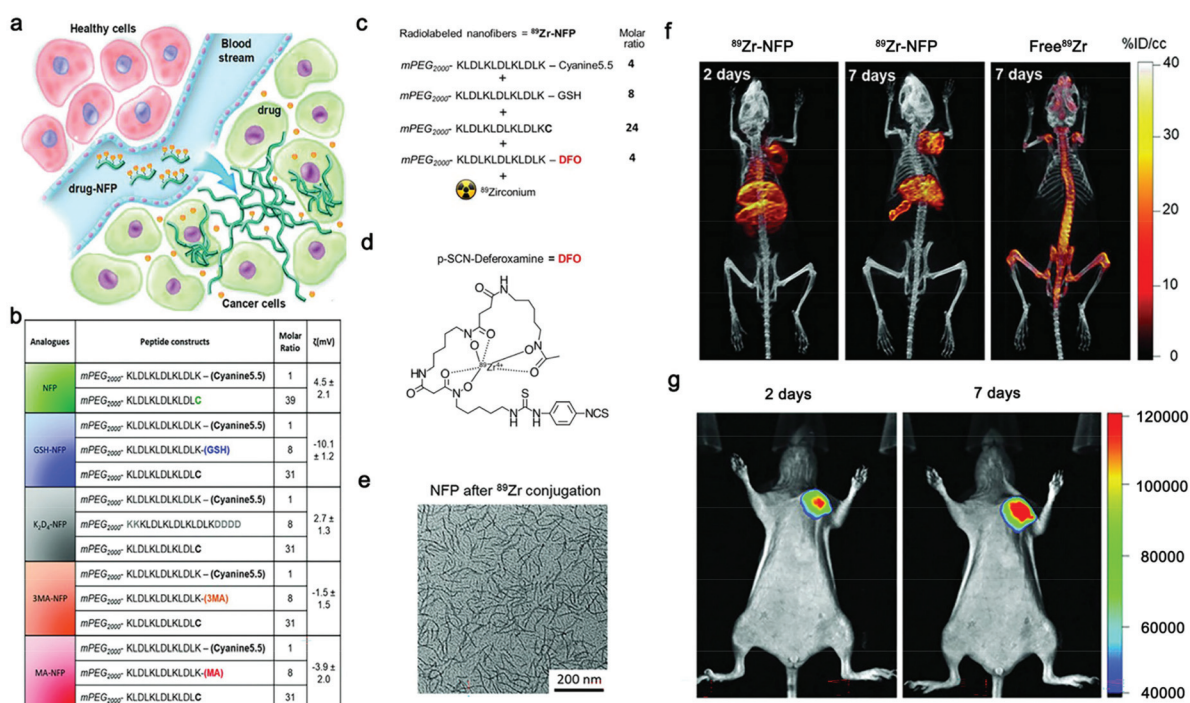 a
Healthy cells
Blood
stream
drug
drug-NFP
Cancer cells
b
Analogues Peptide constructs Molar Ratio ζ(mV)
NFP
mPEG2000- KLDLKLDLKLDLK – (Cyanine5.5) 1
mPEG2000- KLDLKLDLKLDLC 39
4.5 ± 2.1
GSH-NFP
mPEG2000- KLDLKLDLKLDLK – (Cyanine5.5) 1
mPEG2000- KLDLKLDLKLDLK-(GSH) 8
mPEG2000- KLDLKLDLKLDLC 31
-10.1 ± 1.2
K2D4-NFP
mPEG2000- KLDLKLDLKLDLK – (Cyanine5.5) 1
mPEG2000- KKKLDLKLDLKLDLKDDDD 8
mPEG2000- KLDLKLDLKLDLC 31
2.7 ± 1.3
3MA-NFP
mPEG2000- KLDLKLDLKLDLK – (Cyanine5.5) 1
mPEG2000- KLDLKLDLKLDLK-(3MA) 8
mPEG2000- KLDLKLDLKLDLC 31
-1.5 ± 1.5
MA-NFP
mPEG2000- KLDLKLDLKLDLK – (Cyanine5.5) 1
mPEG2000- KLDLKLDLKLDLK-(MA) 8
mPEG2000- KLDLKLDLKLDLC 31
-3.9 ± 2.0
c
Radiolabeled nanofibers = 89Zr-NFP Molar ratio
mPEG2000- KLDLKLDLKLDLK – Cyanine5.5 4
+
mPEG2000- KLDLKLDLKLDLK – GSH 8
+
mPEG2000- KLDLKLDLKLDLKC 24
+
mPEG2000- KLDLKLDLKLDLK – DFO 4
+
89Zirconium
d
p-SCN-Deferoxamine = DFO
H
N
O
N
O
O
O
N
O
89Zr4+
HN
O
O
O
N
S
N
H
N
H
NCS
e
NFP after 89Zr conjugation
200 nm
f
89Zr-NFP 89Zr-NFP Free89Zr %ID/cc
2 days 7 days 7 days
40
30
20
10
0
g
2 days 7 days
120000
100000
80000
60000
40000